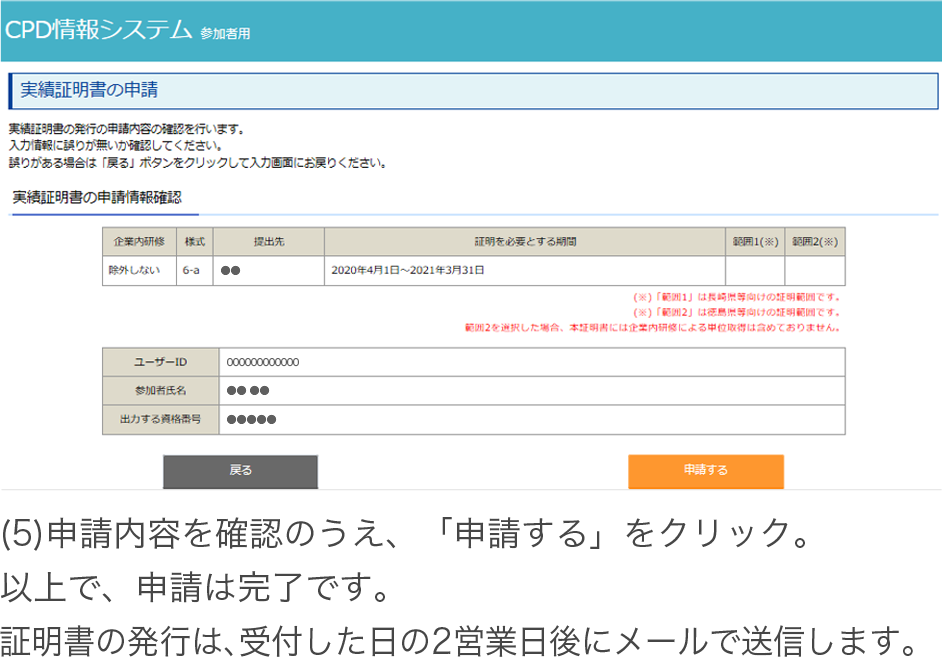 CPD情報システム 参加者用
実績証明書の申請
実績証明書の発行の申請内容の確認を行います。
入力情報に誤りが無いか確認してください。
誤りがある場合は「戻る」ボタンをクリックして入力画面にお戻りください。
実績証明書の申請情報確認
企業内研修 様式 提出先 証明を必要とする期間 範囲1(※) 範囲2(※)
除外しない 6-a ●● 2020年4月1日～2021年3月31日
(※)「範囲1」は長崎県等向けの証明範囲です。
(※)「範囲2」は徳島県等向けの証明範囲です。
範囲2を選択した場合、本証明書には企業内研修による単位取得は含めておりません。
ユーザーID 000000000000
参加者氏名 ●● ●●
出力する資格番号 ●●●●●
戻る 申請する
(5)申請内容を確認のうえ、「申請する」をクリック。
以上で、申請は完了です。
証明書の発行は、受付した日の2営業日後にメールで送信します。